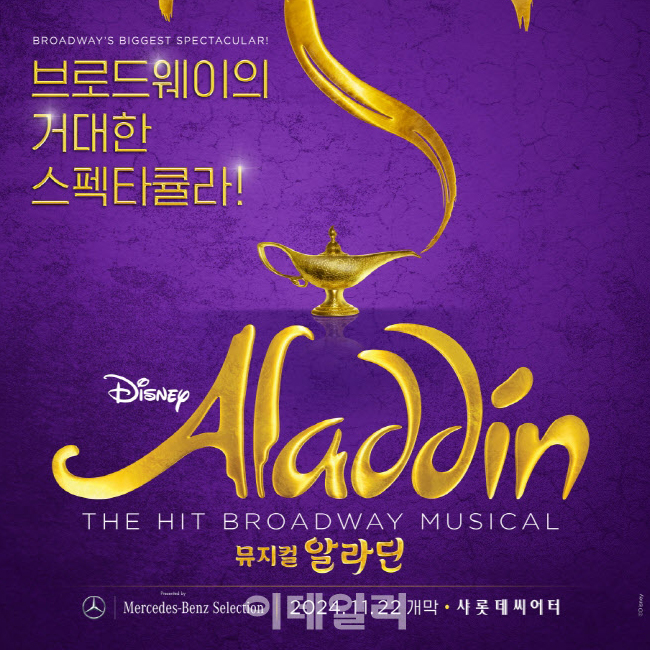 BROADWAY'S BIGGEST SPECTACULAR!
브로드웨이의
거대한
스펙타큘라!
Disney
Aladdin
THE HIT BROADWAY MUSICAL
뮤지컬 알라딘
Presented by
Mercedes-Benz Selection | 2024.11.22 개막 • 샤롯데씨어터
이데일리
©Disney